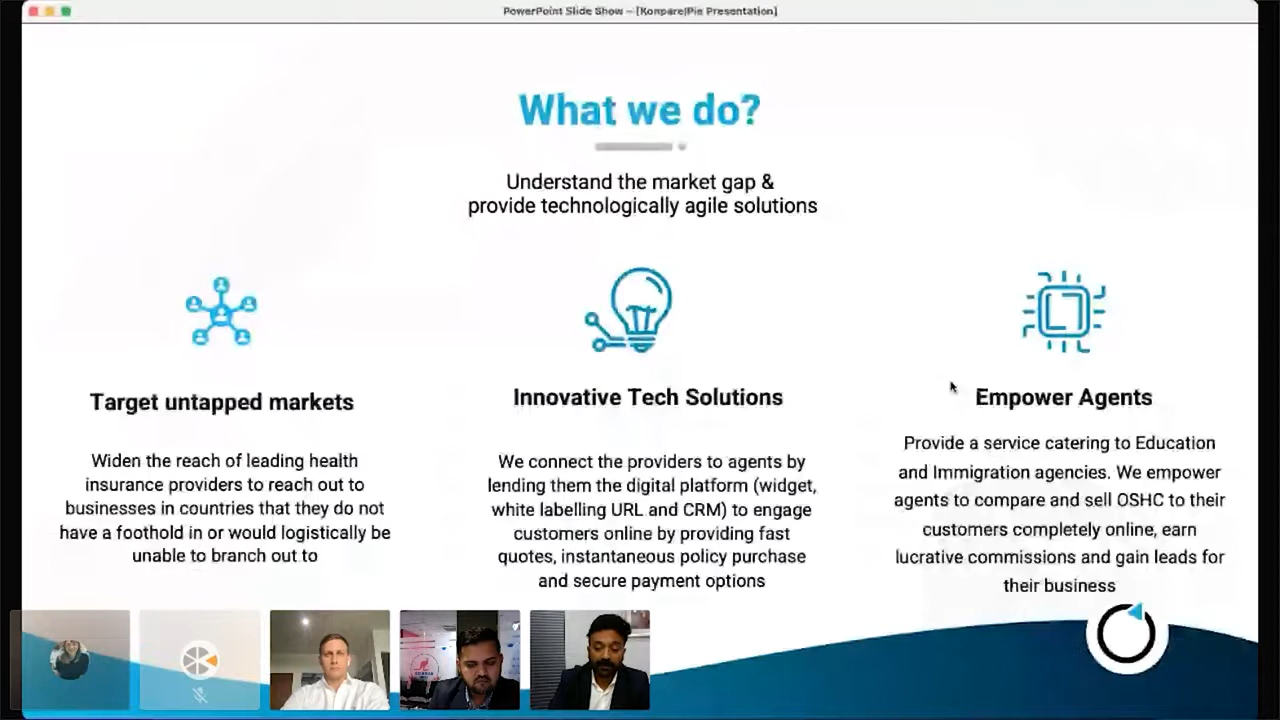 PowerPoint Slide Show – [KomparePie Presentation]
What we do?
Understand the market gap &
provide technologically agile solutions
Target untapped markets
Widen the reach of leading health
insurance providers to reach out to
businesses in countries that they do not
have a foothold in or would logistically be
unable to branch out to
Innovative Tech Solutions
We connect the providers to agents by
lending them the digital platform (widget,
white labelling URL and CRM) to engage
customers online by providing fast
quotes, instantaneous policy purchase
and secure payment options
Empower Agents
Provide a service catering to Education
and Immigration agencies. We empower
agents to compare and sell OSHC to their
customers completely online, earn
lucrative commissions and gain leads for
their business